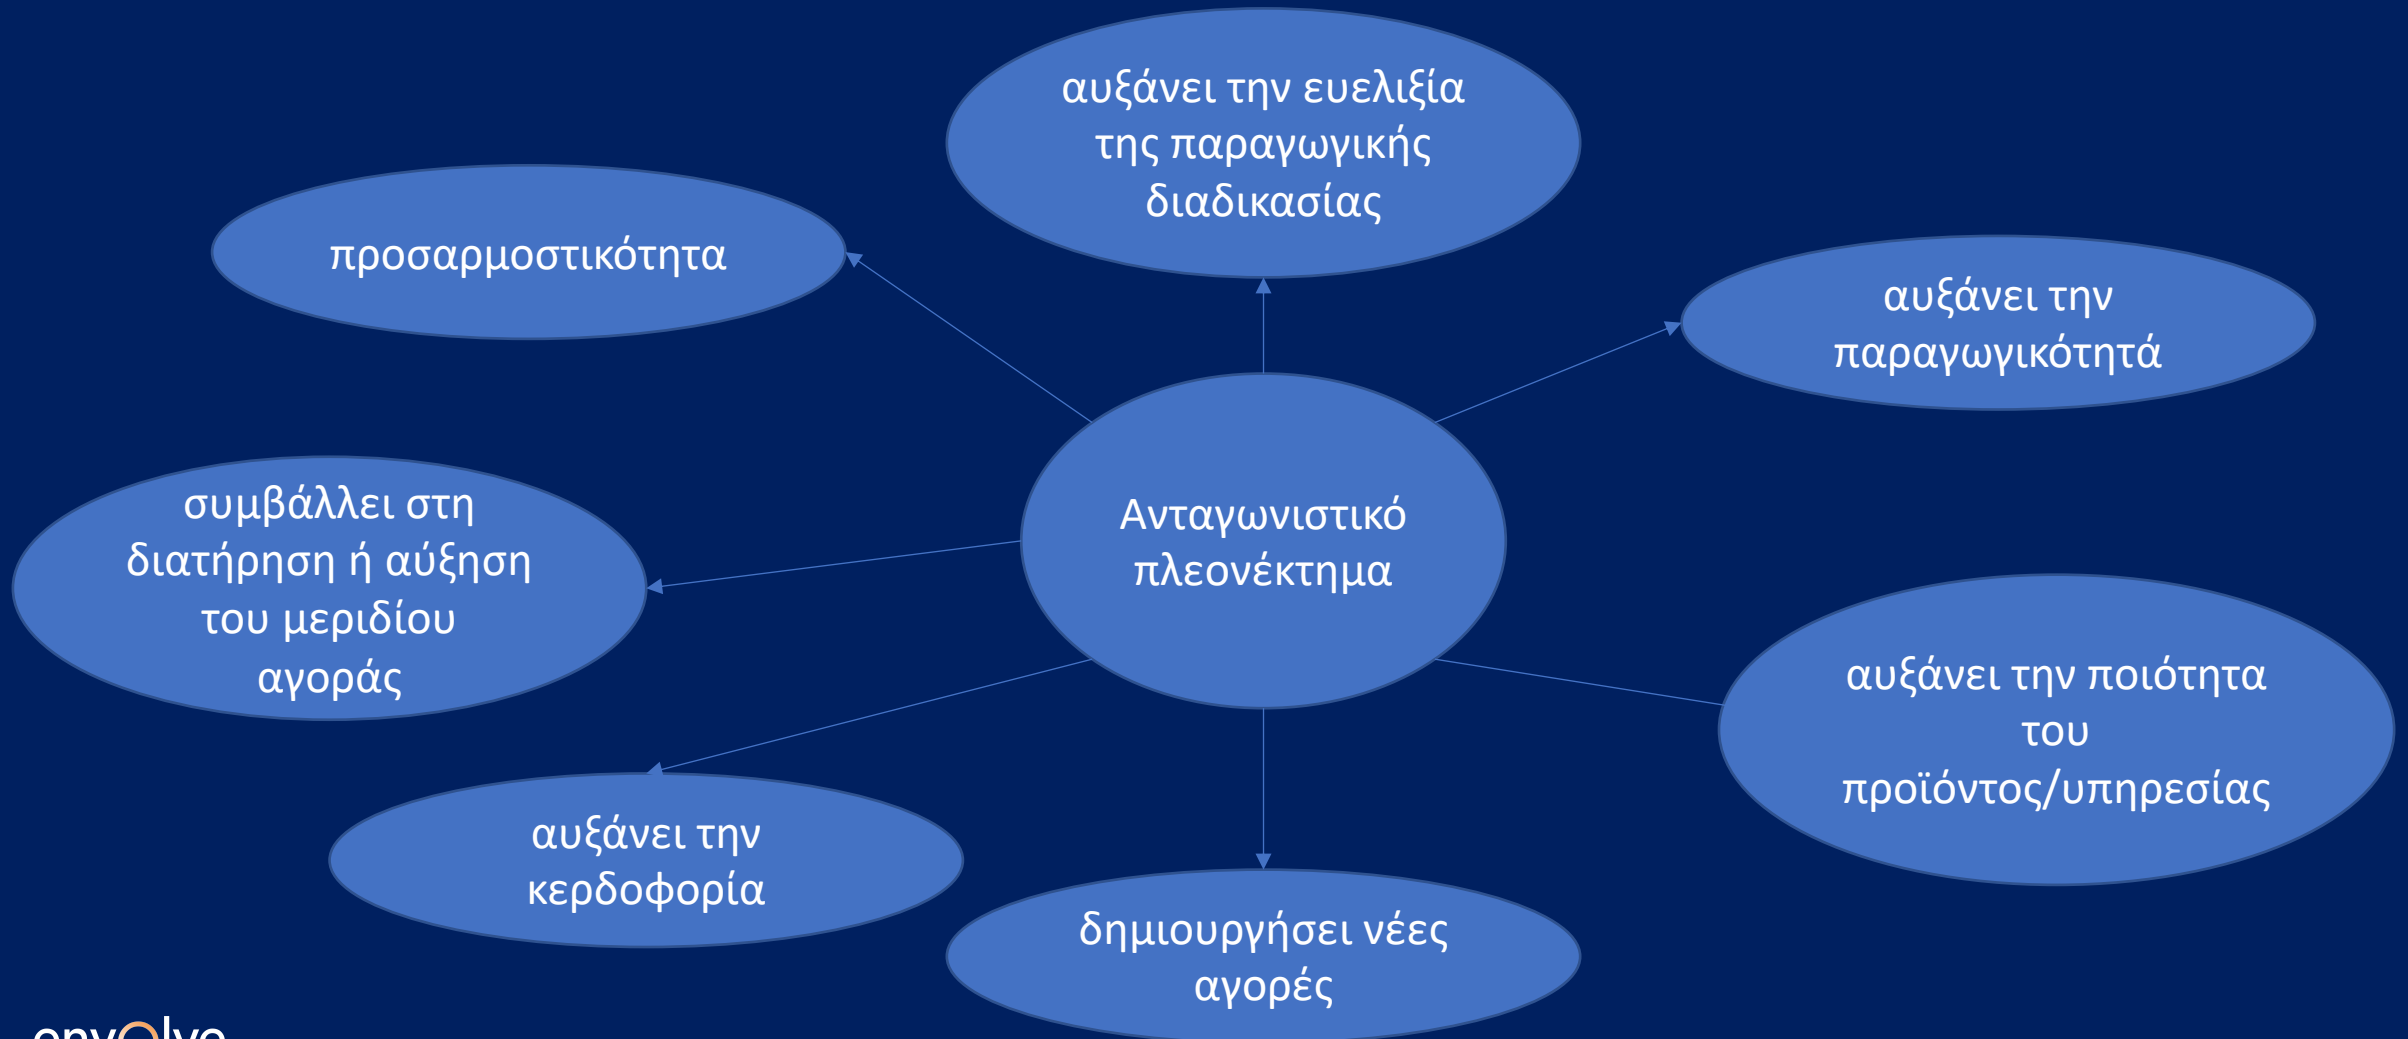 αυξάνει την ευελιξία
της παραγωγικής
διαδικασίας
προσαρμοστικότητα
αυξάνει την
παραγωγικότητά
Ανταγωνιστικό
πλεονέκτημα
συμβάλλει στη
διατήρηση ή αύξηση
του μεριδίου
αγοράς
αυξάνει την ποιότητα
του
προϊόντος/υπηρεσίας
αυξάνει την
κερδοφορία
δημιουργήσει νέες
αγορές
envolve